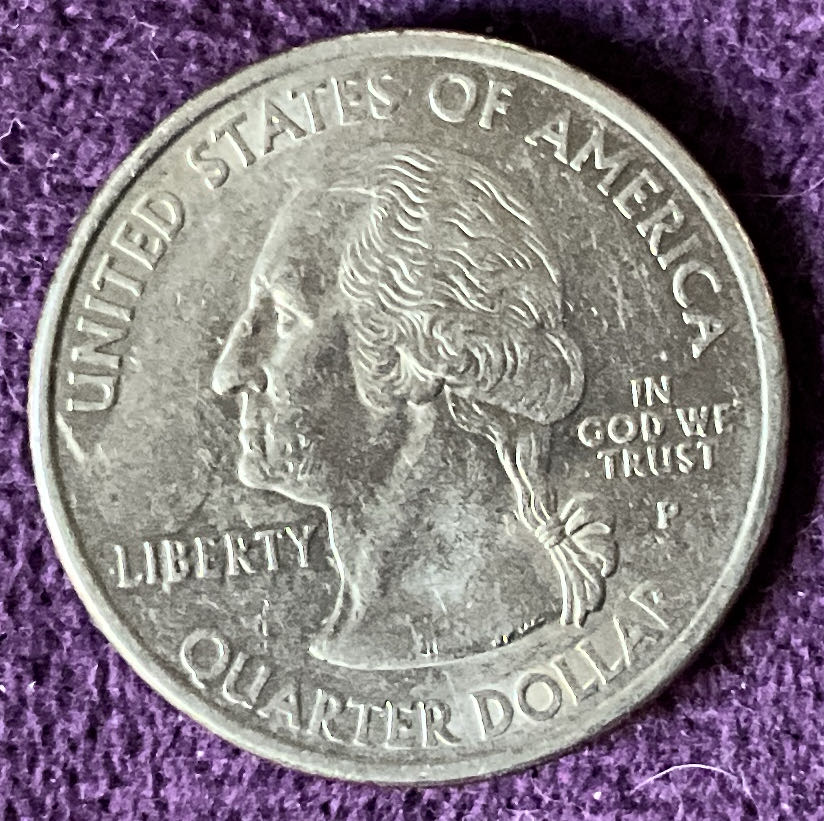 UNITED STATES OF AMERICA
IN
GOD WE
TRUST
P
LIBERTY
QUARTER DOLLAR